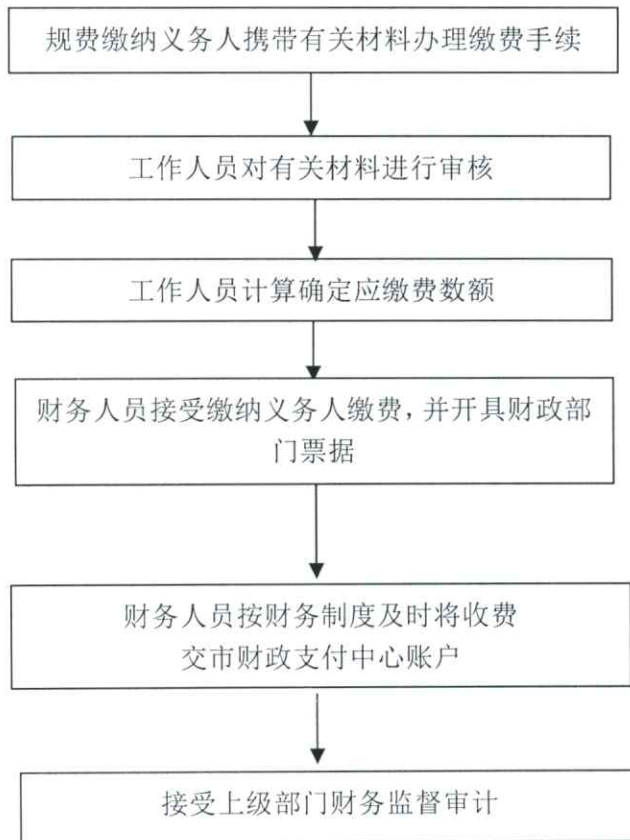 规费缴纳义务人携带有关材料办理缴费手续
工作人员对有关材料进行审核
工作人员计算确定应缴费数额
财务人员接受缴纳义务人缴费，并开具财政部
门票据
财务人员按财务制度及时将收费
交市财政支付中心账户
接受上级部门财务监督审计